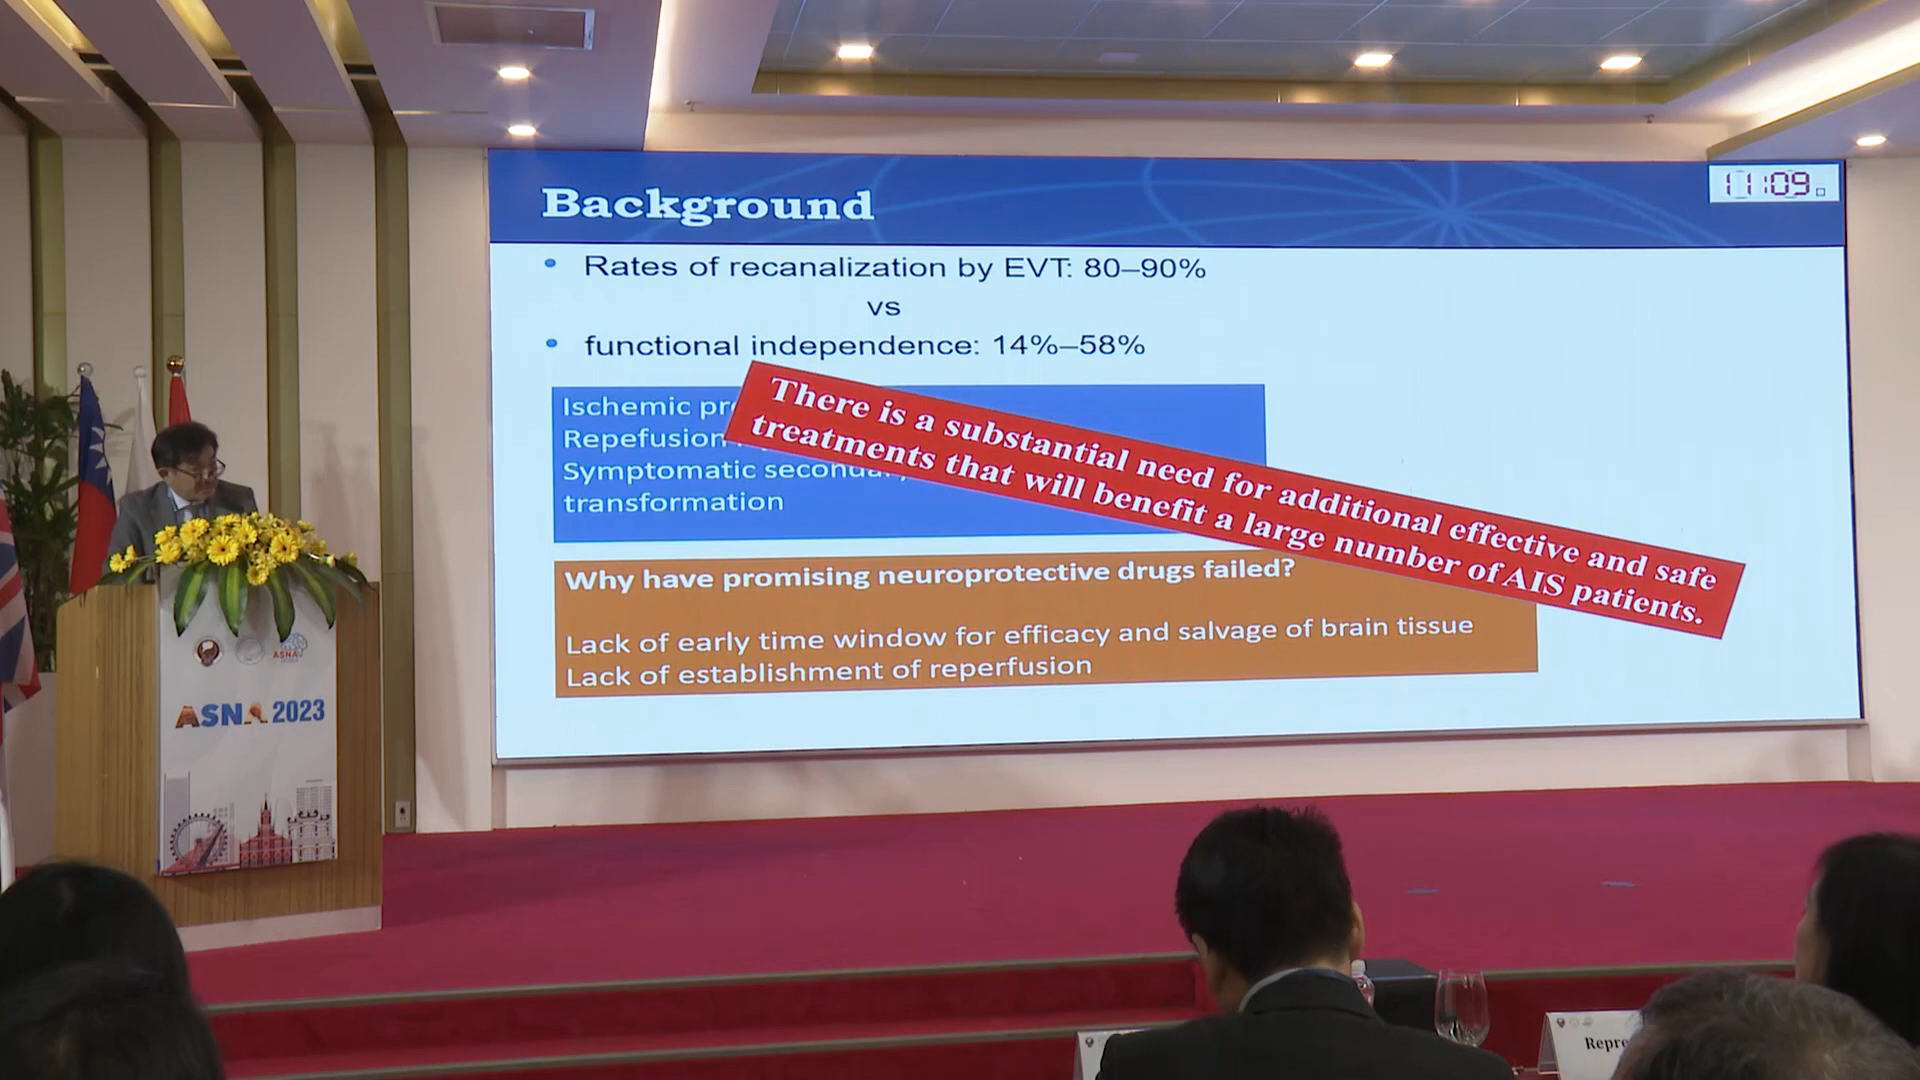 Background
11:09
• Rates of recanalization by EVT: 80–90%
vs
• functional independence: 14%–58%
Ischemic
Repefusion
Symptomatic
transformation
There is a substantial need for additional effective and safe
treatments that will benefit a large number of AIS patients.
Why have promising neuroprotective drugs failed?
Lack of early time window for efficacy and salvage of brain tissue
Lack of establishment of reperfusion
ASNA
ASNA 2023